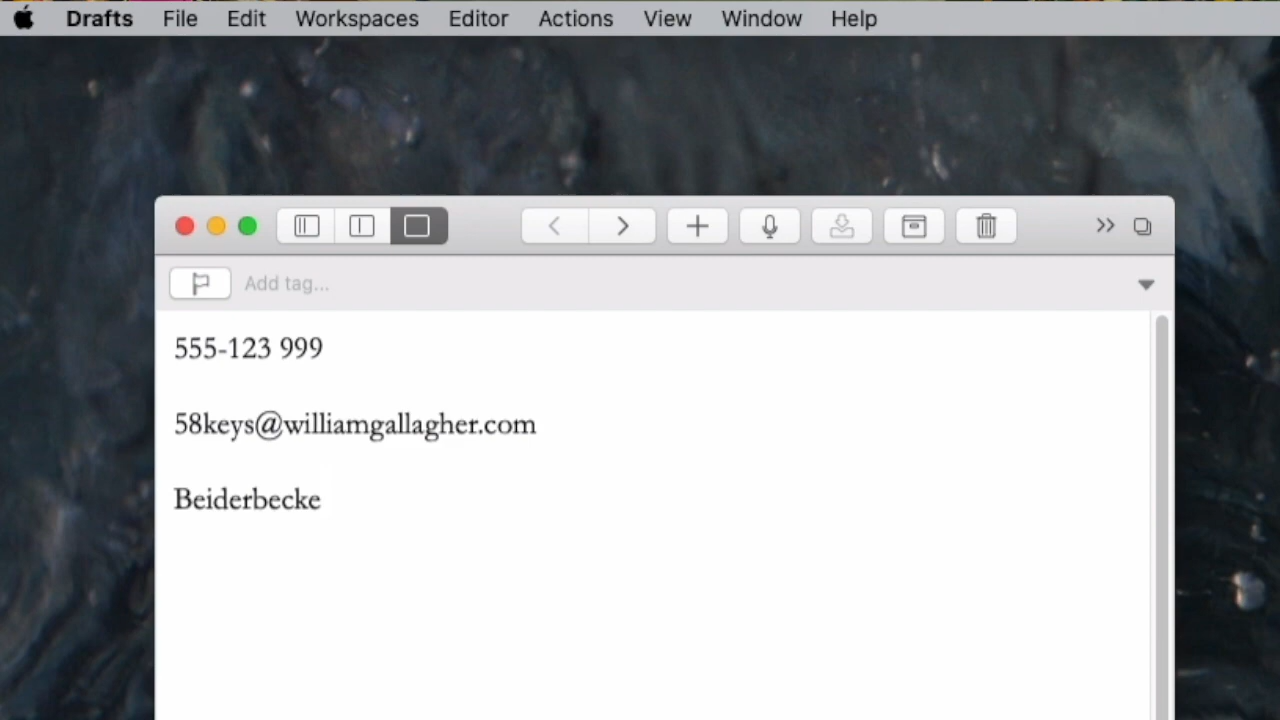 Drafts File Edit Workspaces Editor Actions View Window Help
Add tag...
555-123 999
58keys@williamgallagher.com
Beiderbecke